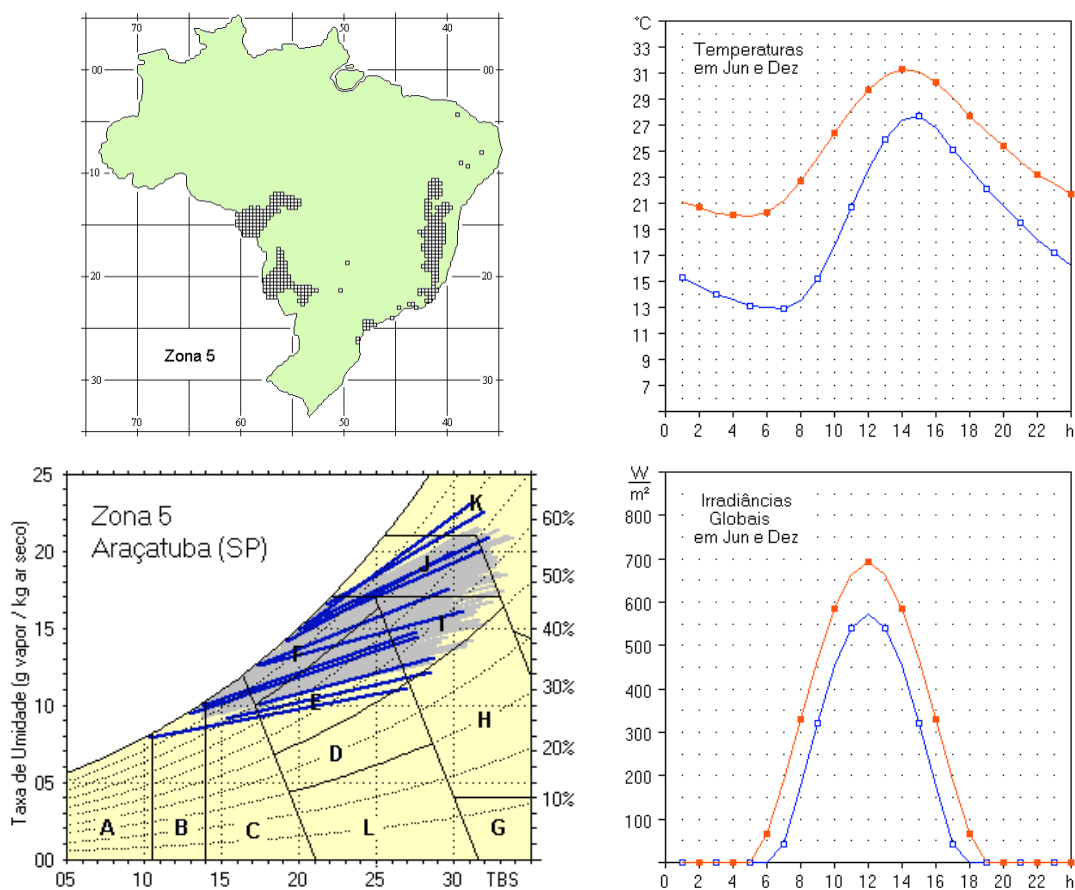 70
60
50
40
00
00
10
10
20
20
30
30
Zona 5
70
60
50
40
°C
Temperaturas
em Jun e Dez
33
31
29
27
25
23
21
19
17
15
13
11
9
7
0 2 4 6 8 10 12 14 16 18 20 22 h
Taxa de Umidade (g vapor / kg ar seco)
25
20
15
10
05
00
Zona 5
Araçatuba (SP)
K
J
I
F
E
H
D
A
B
C
L
G
60%
50%
40%
30%
20%
10%
05 10 15 20 25 30 TBS
W
m²
Irradiâncias
Globais
em Jun e Dez
800
700
600
500
400
300
200
100
0 2 4 6 8 10 12 14 16 18 20 22 h